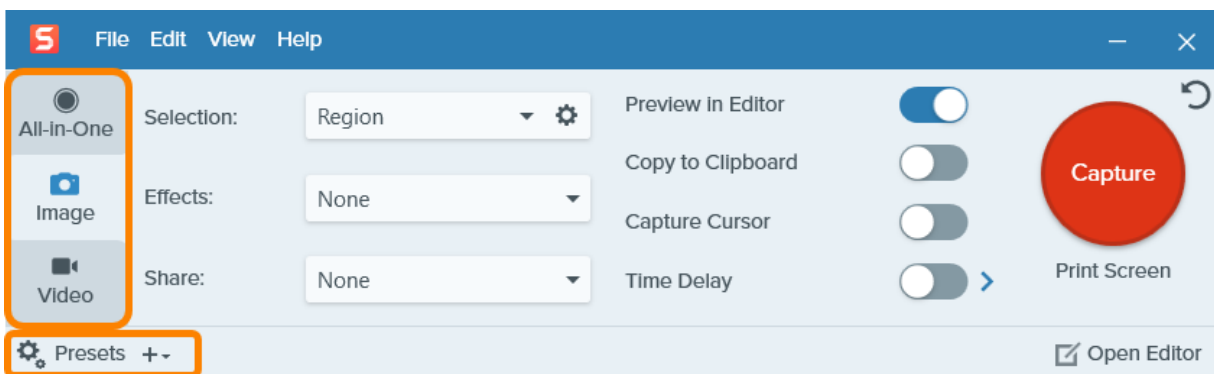 S File Edit View Help
All-in-One
Image
Video
Selection: Region
Effects: None
Share: None
Preview in Editor
Copy to Clipboard
Capture Cursor
Time Delay
Capture
Print Screen
Presets
Open Editor